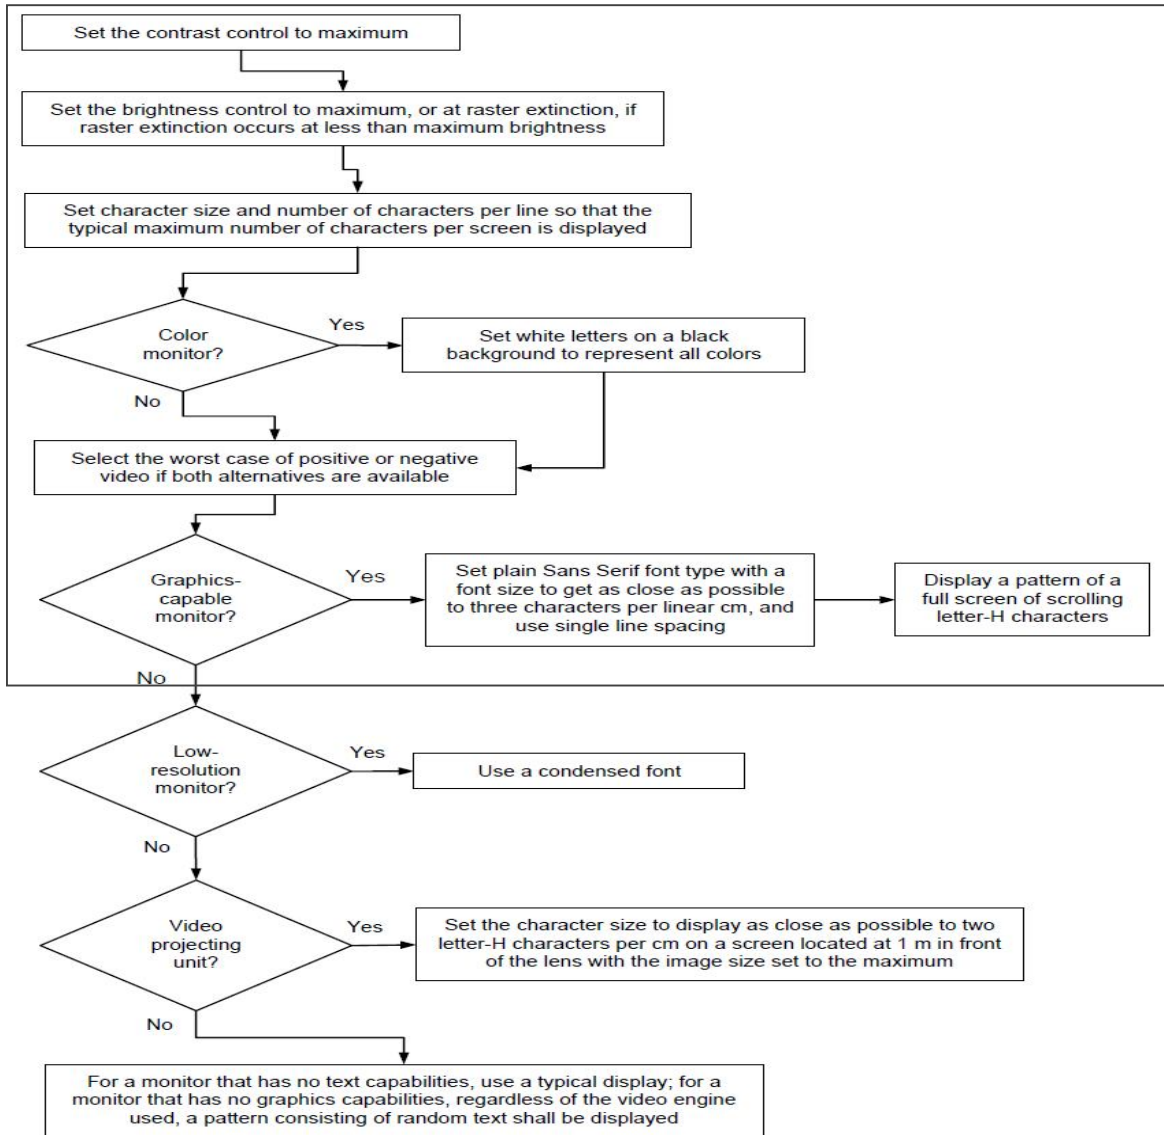 Set the contrast control to maximum
Set the brightness control to maximum, or at raster extinction, if
raster extinction occurs at less than maximum brightness
Set character size and number of characters per line so that the
typical maximum number of characters per screen is displayed
Color
monitor?
Yes
Set white letters on a black
background to represent all colors
No
Select the worst case of positive or negative
video if both alternatives are available
Graphics-
capable
monitor?
Yes
Set plain Sans Serif font type with a
font size to get as close as possible
to three characters per linear cm, and
use single line spacing
Display a pattern of a
full screen of scrolling
letter-H characters
No
Low-
resolution
monitor?
Yes
Use a condensed font
No
Video
projecting
unit?
Yes
Set the character size to display as close as possible to two
letter-H characters per cm on a screen located at 1 m in front
of the lens with the image size set to the maximum
No
For a monitor that has no text capabilities, use a typical display; for a
monitor that has no graphics capabilities, regardless of the video engine
used, a pattern consisting of random text shall be displayed